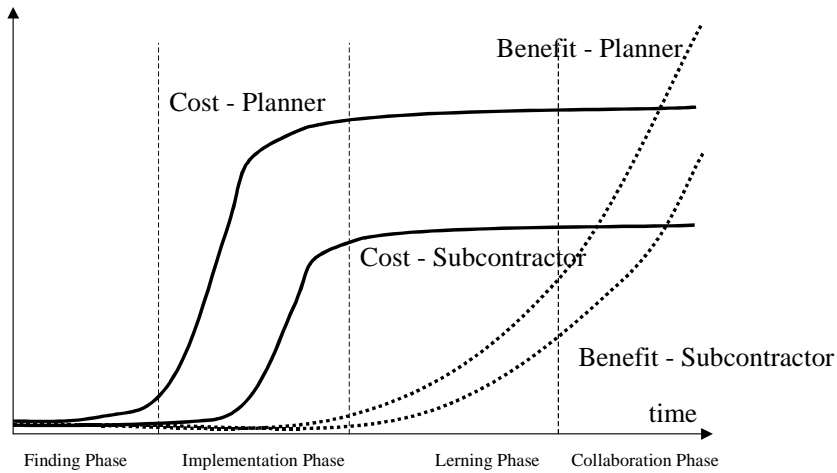 Benefit - Planner
Cost - Planner
Cost - Subcontractor
Benefit - Subcontractor
time
Finding Phase
Implementation Phase
Lerning Phase
Collaboration Phase